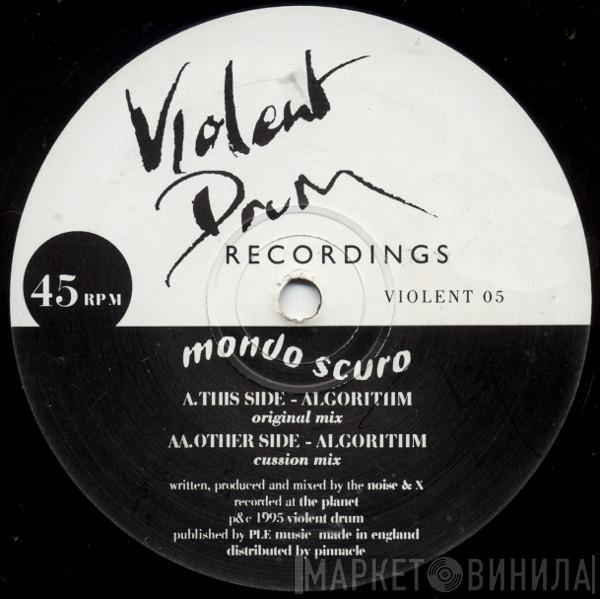 Violent
Drum
RECORDINGS
45 RPM
VIOLENT 05
mondo scuro
A.THIS SIDE - ALGORITHM
original mix
AA.OTHER SIDE - ALGORITHM
cussion mix
written, produced and mixed by the noise & X
recorded at the planet
p&c 1995 violent drum
published by PLE music made in england
distributed by pinnacle
МАРКЕТ ВИНИЛА